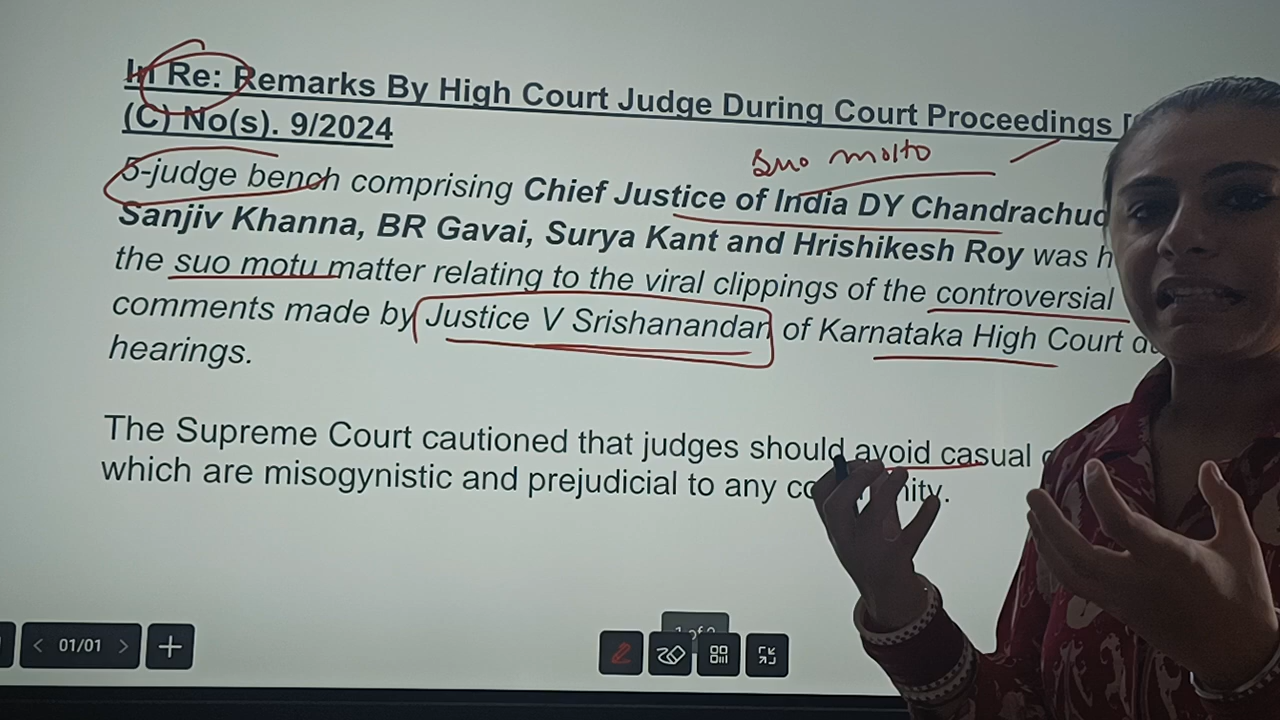 In Re: Remarks By High Court Judge During Court Proceedings [
(C) No(s). 9/2024
suo molto
5-judge bench comprising Chief Justice of India DY Chandrachud
Sanjiv Khanna, BR Gavai, Surya Kant and Hrishikesh Roy was h
the suo motu matter relating to the viral clippings of the controversial
comments made by Justice V Srishanandan of Karnataka High Court
hearings.
The Supreme Court cautioned that judges should avoid casual
which are misogynistic and prejudicial to any
01/01